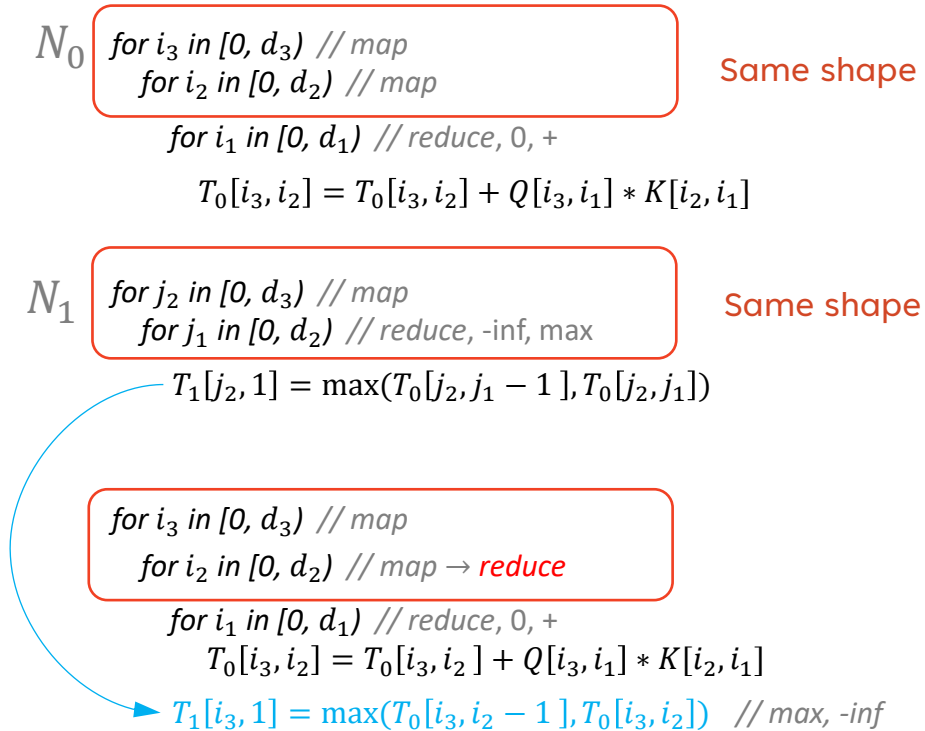 N₀
for i₃ in [0, d₃) // map
for i₂ in [0, d₂) // map
Same shape
for i₁ in [0, d₁) // reduce, 0, +
T₀[i₃, i₂] = T₀[i₃, i₂] + Q[i₃, i₁] * K[i₂, i₁]
N₁
for j₂ in [0, d₃) // map
for j₁ in [0, d₂) // reduce, -inf, max
Same shape
T₁[j₂, 1] = max(T₀[j₂, j₁ − 1 ], T₀[j₂, j₁])
for i₃ in [0, d₃) // map
for i₂ in [0, d₂) // map → reduce
for i₁ in [0, d₁) // reduce, 0, +
T₀[i₃, i₂] = T₀[i₃, i₂ ] + Q[i₃, i₁] * K[i₂, i₁]
T₁[i₃, 1] = max(T₀[i₃, i₂ − 1 ], T₀[i₃, i₂]) // max, -inf